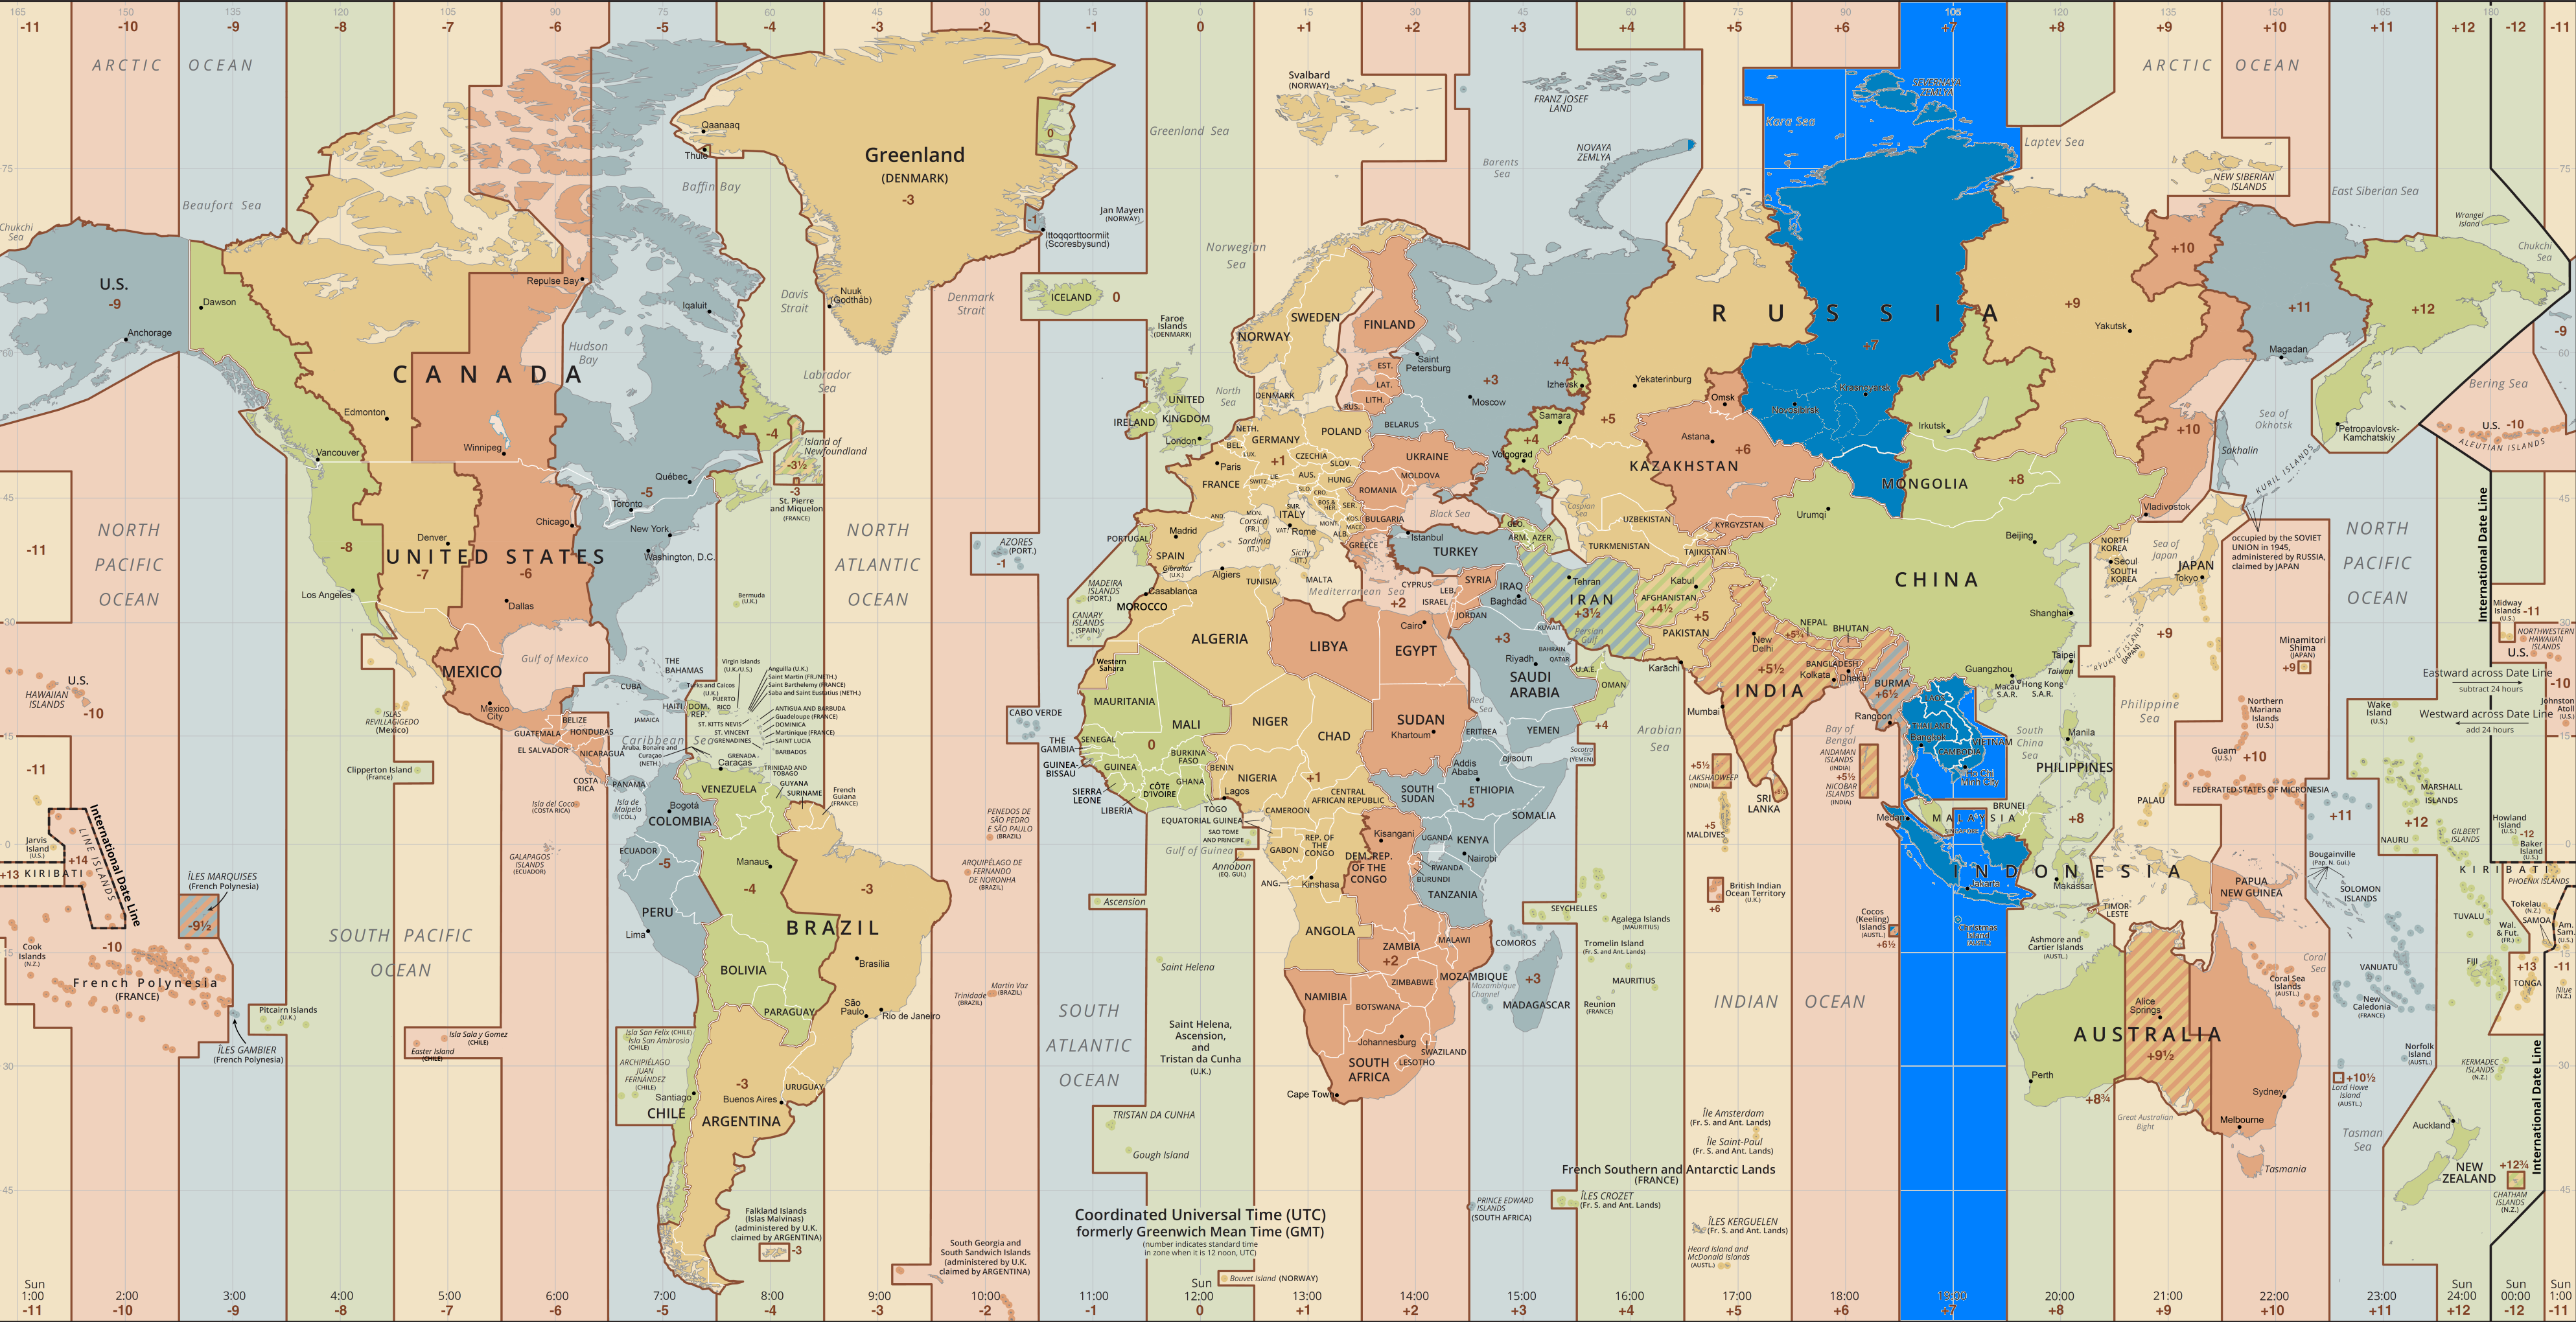 165 150 135 120 105 90 75 60 45 30 15 0 15 30 45 60 75 90 105 120 135 150 165 180
-11 -10 -9 -8 -7 -6 -5 -4 -3 -2 -1 0 +1 +2 +3 +4 +5 +6 +7 +8 +9 +10 +11 +12 -12 -11
ARCTIC OCEAN
ARCTIC OCEAN
Svalbard
(NORWAY)
FRANZ JOSEF
LAND
SEVERNAYA
ZEMLYA
Kara Sea
Laptev Sea
Qaanaaq
Thule
Greenland
(DENMARK)
-3
0
-1
Greenland Sea
Barents
Sea
NOVAYA
ZEMLYA
NEW SIBERIAN
ISLANDS
East Siberian Sea
Wrangel
Island
Chukchi
Sea
Chukchi
Sea
Beaufort Sea
Baffin Bay
Jan Mayen
(NORWAY)
Ittoqqortoormiit
(Scoresbysund)
Norwegian
Sea
U.S.
-9
Anchorage
Dawson
Repulse Bay
Iqaluit
Davis
Strait
Nuuk
(Godthåb)
Denmark
Strait
ICELAND
0
Faroe
Islands
(DENMARK)
SWEDEN
NORWAY
FINLAND
Saint
Petersburg
RUSSIA
+7
+9
+10
+11
+12
Yakutsk
Magadan
Hudson
Bay
CANADA
Labrador
Sea
Edmonton
Winnipeg
Vancouver
-4
Island of
Newfoundland
-3½
-3
St. Pierre
and Miquelon
(FRANCE)
North
Sea
UNITED
KINGDOM
IRELAND
London
DENMARK
EST.
LAT.
LITH.
RUS.
BELARUS
+3
Moscow
+4
Izhevsk
Yekaterinburg
Samara
+4
Volgograd
+5
Omsk
Novosibirsk
Krasnoyarsk
Irkutsk
Sea of
Okhotsk
Sakhalin
KURIL ISLANDS
Petropavlovsk-
Kamchatskiy
Bering Sea
-9
U.S. -10
ALEUTIAN ISLANDS
NETH.
BEL.
LUX.
GERMANY
POLAND
+1
CZECHIA
SLOV.
AUS.
HUNG.
SWITZ.
LIE.
SLO.
CRO.
BOS.&
HER.
SER.
MONT.
KOS.
MACE.
ALB.
UKRAINE
MOLDOVA
ROMANIA
BULGARIA
GREECE
Black Sea
Paris
FRANCE
AND.
MON.
SMR.
ITALY
VAT.
Rome
Corsica
(FR.)
Sardinia
(IT.)
Sicily
(IT.)
Astana
+6
KAZAKHSTAN
MONGOLIA
+8
Caspian
Sea
UZBEKISTAN
KYRGYZSTAN
TURKMENISTAN
TAJIKISTAN
Urumqi
Vladivostok
Beijing
NORTH
KOREA
Seoul
SOUTH
KOREA
Sea of
Japan
JAPAN
Tokyo
occupied by the SOVIET
UNION in 1945,
administered by RUSSIA,
claimed by JAPAN
NORTH
PACIFIC
OCEAN
International Date Line
-11
NORTH
PACIFIC
OCEAN
-8
Denver
UNITED STATES
-7
-6
Los Angeles
Dallas
Chicago
Toronto
-5
Québec
New York
Washington, D.C.
Bermuda
(U.K.)
NORTH
ATLANTIC
OCEAN
AZORES
(PORT.)
-1
MADEIRA
ISLANDS
(PORT.)
CANARY
ISLANDS
(SPAIN)
PORTUGAL
Madrid
SPAIN
Gibraltar
(U.K.)
Casablanca
MOROCCO
Algiers
TUNISIA
MALTA
Mediterranean Sea
Istanbul
TURKEY
GEO.
ARM.
AZER.
CYPRUS
SYRIA
LEB.
ISRAEL
+2
JORDAN
IRAQ
Baghdad
KUWAIT
Tehran
IRAN
+3½
Persian
Gulf
Kabul
AFGHANISTAN
+4½
+5
PAKISTAN
Karāchi
CHINA
Shanghai
Taipei
Taiwan
Guangzhou
Macau
S.A.R.
Hong Kong
S.A.R.
RYUKYU ISLANDS
(JAPAN)
+9
Minamitori
Shima
(JAPAN)
+9
Midway
Islands
(U.S.)
-11
NORTHWESTERN
HAWAIIAN
ISLANDS
U.S.
-10
Eastward across Date Line
subtract 24 hours
Westward across Date Line
add 24 hours
Johnston
Atoll
(U.S.)
Wake
Island
(U.S.)
Western
Sahara
ALGERIA
LIBYA
Cairo
EGYPT
+3
BAHRAIN
QATAR
Riyadh
SAUDI
ARABIA
U.A.E.
OMAN
+4
New
Delhi
NEPAL
+5¾
BHUTAN
BANGLADESH
Kolkata
Dhaka
+5½
INDIA
Mumbai
BURMA
+6½
Rangoon
LAOS
THAILAND
Bangkok
VIETNAM
CAMBODIA
Ho Chi
Minh City
South
China
Sea
Manila
PHILIPPINES
Philippine
Sea
Northern
Mariana
Islands
(U.S.)
Guam
(U.S.)
+10
FEDERATED STATES OF MICRONESIA
MARSHALL
ISLANDS
U.S.
HAWAIIAN
ISLANDS
-10
MEXICO
Mexico
City
Gulf of Mexico
ISLAS
REVILLAGIGEDO
(Mexico)
Clipperton Island
(France)
THE
BAHAMAS
CUBA
JAMAICA
HAITI
DOM.
REP.
Turks and Caicos
(U.K.)
PUERTO
RICO
Virgin Islands
(U.K./U.S.)
Anguilla (U.K.)
Saint Martin (FR./NETH.)
Saint Barthelemy (FRANCE)
Saba and Saint Eustatius (NETH.)
ANTIGUA AND BARBUDA
Guadeloupe (FRANCE)
DOMINICA
Martinique (FRANCE)
SAINT LUCIA
BARBADOS
ST. KITTS NEVIS
ST. VINCENT
GRENADINES
GRENADA
Caribbean Sea
Aruba, Bonaire and
Curaçao
(NETH.)
TRINIDAD AND
TOBAGO
BELIZE
HONDURAS
GUATEMALA
EL SALVADOR
NICARAGUA
COSTA
RICA
PANAMA
Isla del Coco
(COSTA RICA)
Isla de
Malpelo
(COL.)
Caracas
VENEZUELA
GUYANA
SURINAME
French
Guiana
(FRANCE)
Bogotá
COLOMBIA
CABO VERDE
MAURITANIA
MALI
0
SENEGAL
THE
GAMBIA
GUINEA-
BISSAU
GUINEA
SIERRA
LEONE
LIBERIA
CÔTE
D'IVOIRE
BURKINA
FASO
GHANA
TOGO
BENIN
NIGER
CHAD
NIGERIA
Lagos
+1
SUDAN
Khartoum
Red
Sea
ERITREA
YEMEN
DJIBOUTI
Socotra
(YEMEN)
Addis
Ababa
ETHIOPIA
+3
SOUTH
SUDAN
SOMALIA
CENTRAL
AFRICAN REPUBLIC
CAMEROON
EQUATORIAL GUINEA
SAO TOME
AND PRINCIPE
Gulf of Guinea
Annobon
(EQ. GUI.)
GABON
REP. OF
THE
CONGO
Kisangani
DEM. REP.
OF THE
CONGO
UGANDA
KENYA
Nairobi
RWANDA
BURUNDI
TANZANIA
ANG.
Kinshasa
Arabian
Sea
+5½
LAKSHADWEEP
(INDIA)
+5
MALDIVES
SRI
LANKA
Bay of
Bengal
ANDAMAN
ISLANDS
(INDIA)
+5½
NICOBAR
ISLANDS
(INDIA)
Medan
MALAYSIA
BRUNEI
+8
PALAU
+11
+12
NAURU
GILBERT
ISLANDS
Howland
Island
(U.S.)
-12
Baker
Island
(U.S.)
KIRIBATI
PHOENIX ISLANDS
-11
Jarvis
Island
(U.S.)
+14
+13 KIRIBATI
LINE ISLANDS
International Date Line
ÎLES MARQUISES
(French Polynesia)
-9½
-10
Cook
Islands
(N.Z.)
French Polynesia
(FRANCE)
ÎLES GAMBIER
(French Polynesia)
Pitcairn Islands
(U.K.)
SOUTH PACIFIC
OCEAN
GALAPAGOS
ISLANDS
(ECUADOR)
ECUADOR
-5
PERU
Lima
Manaus
-4
-3
BRAZIL
Brasília
BOLIVIA
PARAGUAY
São
Paulo
Rio de Janeiro
PENEDOS DE
SÃO PEDRO
E SÃO PAULO
(BRAZIL)
ARQUIPÉLAGO DE
FERNANDO
DE NORONHA
(BRAZIL)
Trinidade
(BRAZIL)
Martin Vaz
(BRAZIL)
Ascension
Saint Helena
SOUTH
ATLANTIC
OCEAN
Saint Helena,
Ascension,
and
Tristan da Cunha
(U.K.)
ANGOLA
ZAMBIA
+2
MALAWI
MOZAMBIQUE
Mozambique
Channel
ZIMBABWE
NAMIBIA
BOTSWANA
Johannesburg
SWAZILAND
LESOTHO
SOUTH
AFRICA
Cape Town
COMOROS
+3
MADAGASCAR
SEYCHELLES
Agalega Islands
(MAURITIUS)
Tromelin Island
(Fr. S. and Ant. Lands)
MAURITIUS
Reunion
(FRANCE)
British Indian
Ocean Territory
(U.K.)
+6
INDIAN OCEAN
Cocos
(Keeling)
Islands
(AUSTL.)
+6½
Christmas
Island
(AUSTL.)
INDONESIA
Jakarta
Makassar
TIMOR-
LESTE
Ashmore and
Cartier Islands
(AUSTL.)
PAPUA
NEW GUINEA
Bougainville
(Pap. N. Gui.)
SOLOMON
ISLANDS
TUVALU
Tokelau
(N.Z.)
SAMOA
Am.
Sam.
(U.S.)
Wal.
& Fut.
(FR.)
FIJI
+13
TONGA
-11
Niue
(N.Z.)
VANUATU
New
Caledonia
(FRANCE)
Coral
Sea
Coral Sea
Islands
(AUSTL.)
Alice
Springs
AUSTRALIA
+9½
Perth
+8¾
Great Australian
Bight
Sydney
Melbourne
Tasmania
Norfolk
Island
(AUSTL.)
+10½
Lord Howe
Island
(AUSTL.)
KERMADEC
ISLANDS
(N.Z.)
Tasman
Sea
Auckland
NEW
ZEALAND
+12¾
CHATHAM
ISLANDS
(N.Z.)
International Date Line
Isla Sala y Gomez
(CHILE)
Easter Island
(CHILE)
Isla San Felix (CHILE)
Isla San Ambrosio
(CHILE)
ARCHIPIÉLAGO
JUAN
FERNÁNDEZ
(CHILE)
Santiago
CHILE
-3
URUGUAY
Buenos Aires
ARGENTINA
TRISTAN DA CUNHA
Gough Island
Île Amsterdam
(Fr. S. and Ant. Lands)
Île Saint-Paul
(Fr. S. and Ant. Lands)
French Southern and Antarctic Lands
(FRANCE)
PRINCE EDWARD
ISLANDS
(SOUTH AFRICA)
ÎLES CROZET
(Fr. S. and Ant. Lands)
ÎLES KERGUELEN
(Fr. S. and Ant. Lands)
Heard Island and
McDonald Islands
(AUSTL.)
Falkland Islands
(Islas Malvinas)
(administered by U.K.
claimed by ARGENTINA)
-3
South Georgia and
South Sandwich Islands
(administered by U.K.
claimed by ARGENTINA)
Coordinated Universal Time (UTC)
formerly Greenwich Mean Time (GMT)
(number indicates standard time
in zone when it is 12 noon, UTC)
Bouvet Island (NORWAY)
Sun Sun Sun Sun Sun
1:00 2:00 3:00 4:00 5:00 6:00 7:00 8:00 9:00 10:00 11:00 12:00 13:00 14:00 15:00 16:00 17:00 18:00 19:00 20:00 21:00 22:00 23:00 24:00 00:00 1:00
-11 -10 -9 -8 -7 -6 -5 -4 -3 -2 -1 0 +1 +2 +3 +4 +5 +6 +7 +8 +9 +10 +11 +12 -12 -11